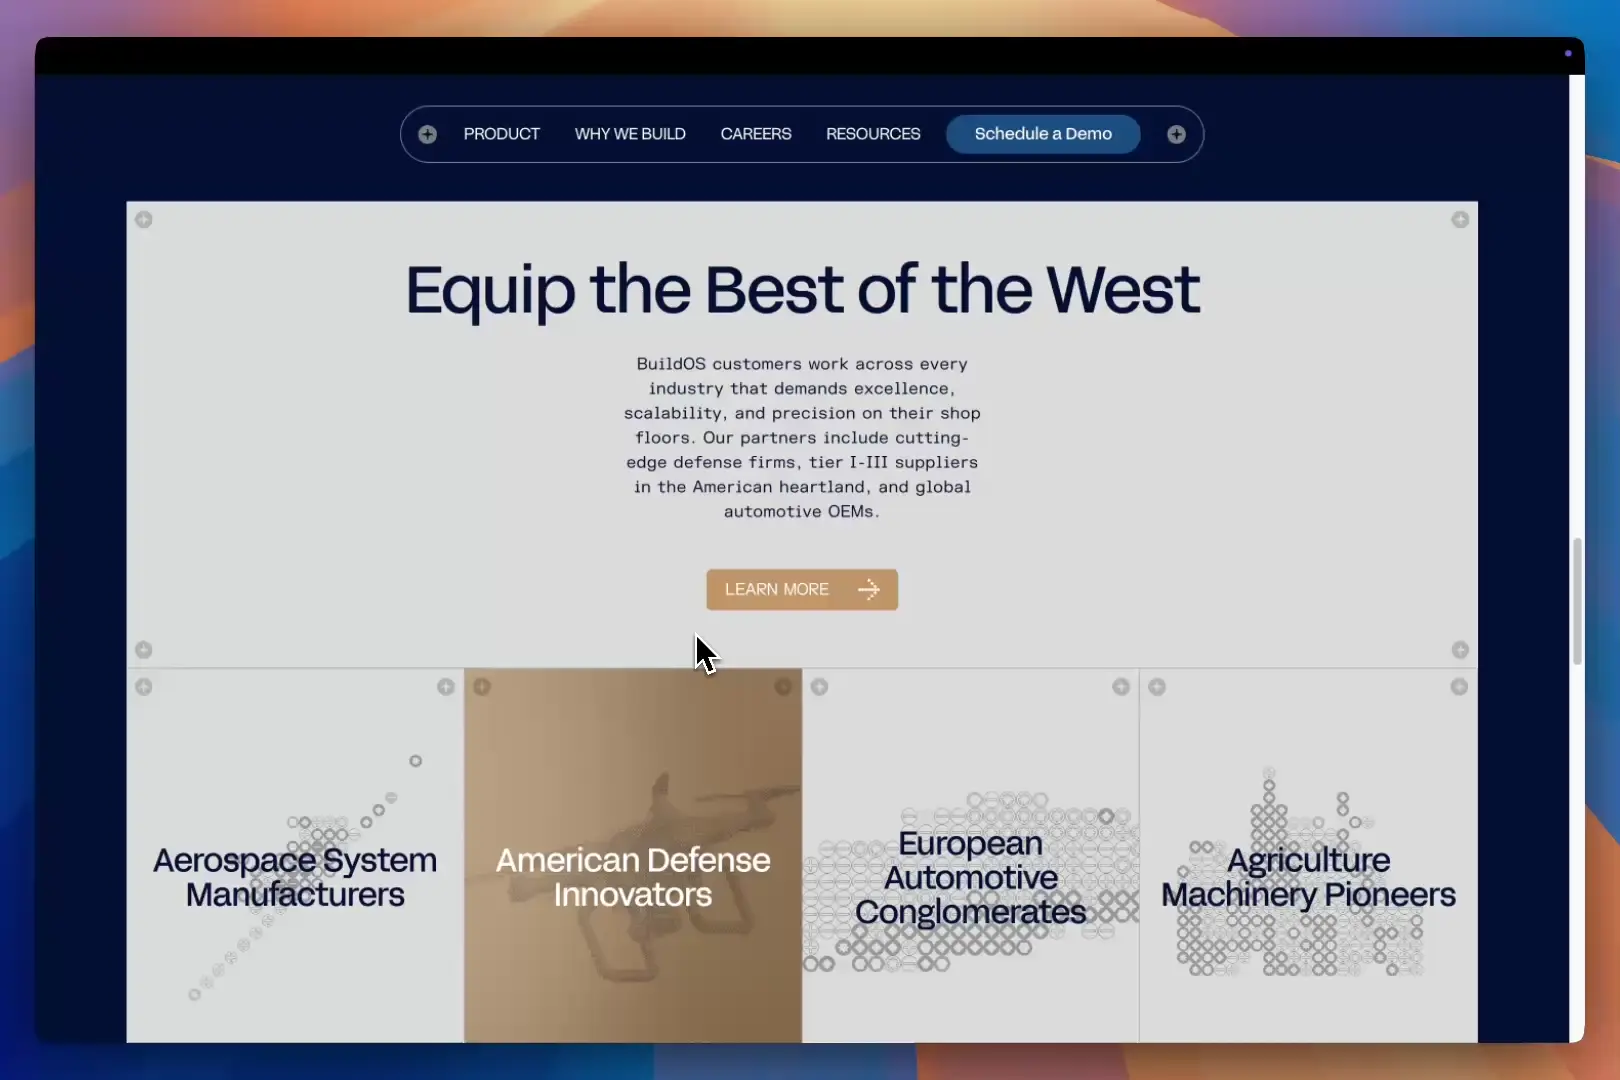 PRODUCT
WHY WE BUILD
CAREERS
RESOURCES
Schedule a Demo
Equip the Best of the West
BuildOS customers work across every
industry that demands excellence,
scalability, and precision on their shop
floors. Our partners include cutting-
edge defense firms, tier I-III suppliers
in the American heartland, and global
automotive OEMs.
LEARN MORE
Aerospace System
Manufacturers
American Defense
Innovators
European
Automotive
Conglomerates
Agriculture
Machinery Pioneers